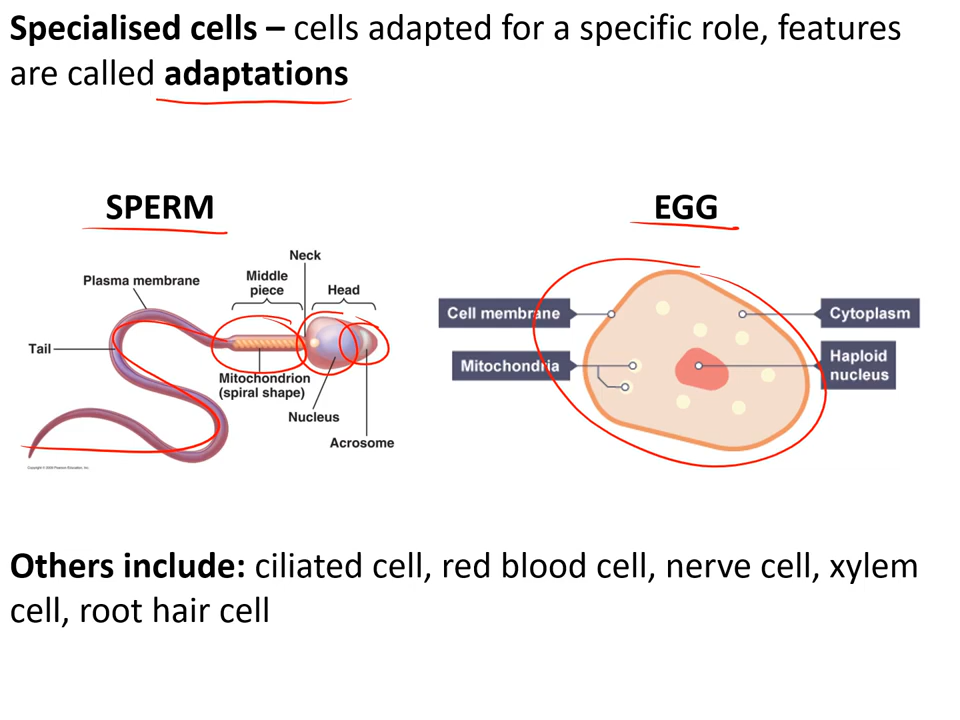 Specialised cells – cells adapted for a specific role, features
are called adaptations
SPERM
EGG
Neck
Middle
piece
Head
Plasma membrane
Tail
Mitochondrion
(spiral shape)
Nucleus
Acrosome
Cell membrane
Cytoplasm
Mitochondria
Haploid
nucleus
Others include: ciliated cell, red blood cell, nerve cell, xylem
cell, root hair cell